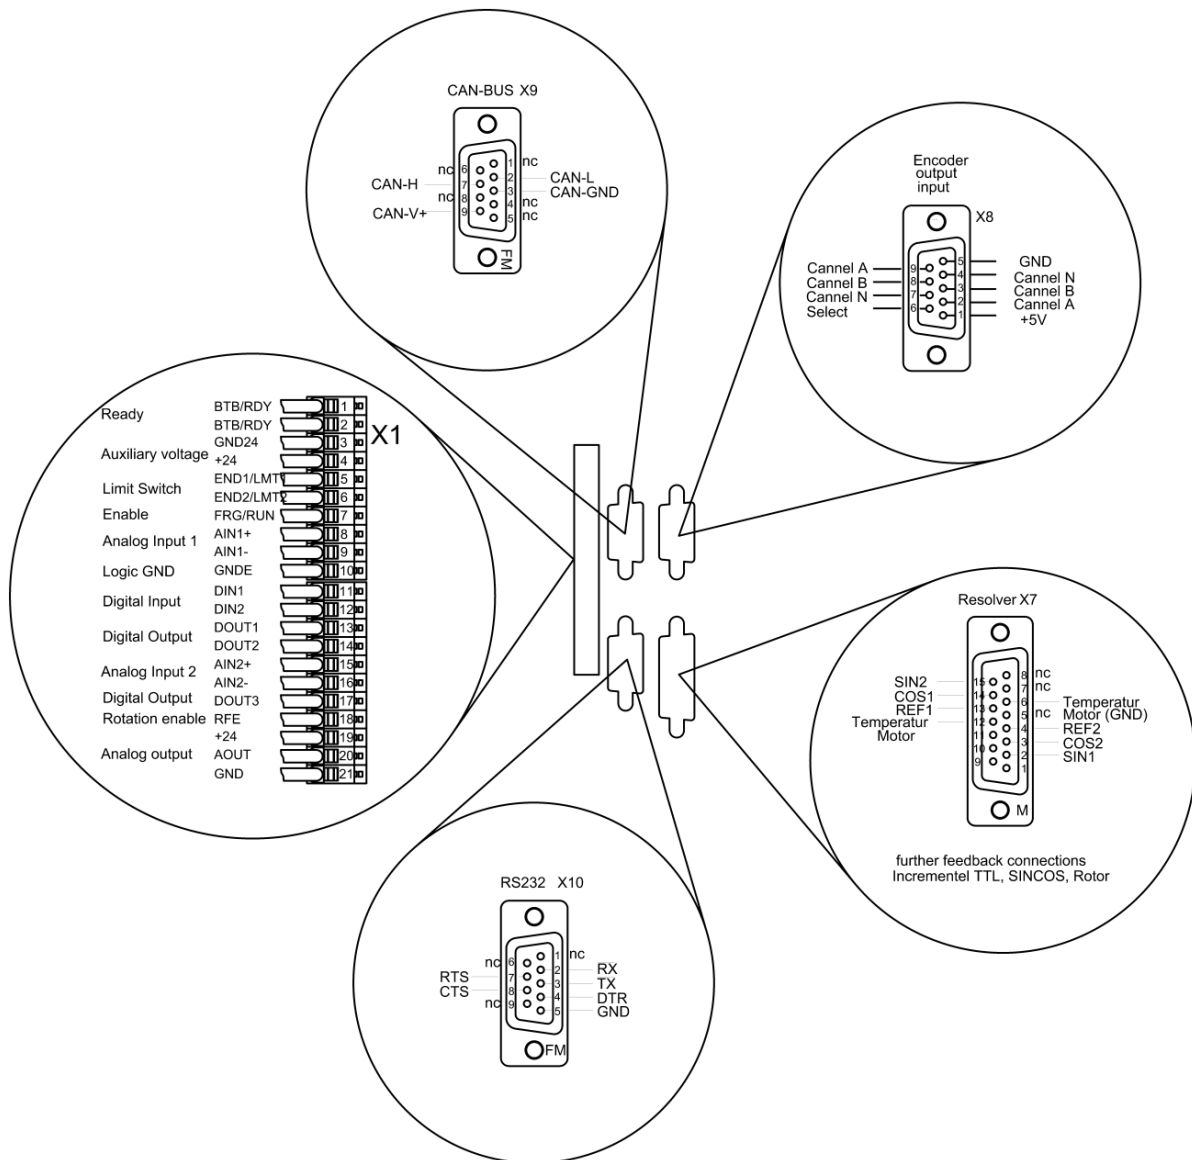 CAN-BUS X9
nc 6 1 nc
CAN-H 7 2 CAN-L
nc 8 3 CAN-GND
CAN-V+ 9 4 nc
5 nc
FM
Encoder
output
input
X8
Cannel A 9 5 GND
Cannel B 8 4 Cannel N
Cannel N 7 3 Cannel B
Select 6 2 Cannel A
1 +5V
X1
Ready BTB/RDY 1
BTB/RDY 2
GND24 3
Auxiliary voltage +24 4
Limit Switch END1/LMT1 5
END2/LMT2 6
Enable FRG/RUN 7
Analog Input 1 AIN1+ 8
AIN1- 9
Logic GND GNDE 10
Digital Input DIN1 11
DIN2 12
Digital Output DOUT1 13
DOUT2 14
Analog Input 2 AIN2+ 15
AIN2- 16
Digital Output DOUT3 17
Rotation enable RFE 18
+24 19
Analog output AOUT 20
GND 21
Resolver X7
SIN2 15 8 nc
COS1 14 7 nc
REF1 13 6 Temperatur
Motor (GND)
Temperatur
Motor
12 5 nc
11 4 REF2
10 3 COS2
9 2 SIN1
1
M
further feedback connections
Incrementel TTL, SINCOS, Rotor
RS232 X10
nc 6 1 nc
RTS 7 2 RX
CTS 8 3 TX
nc 9 4 DTR
5 GND
FM